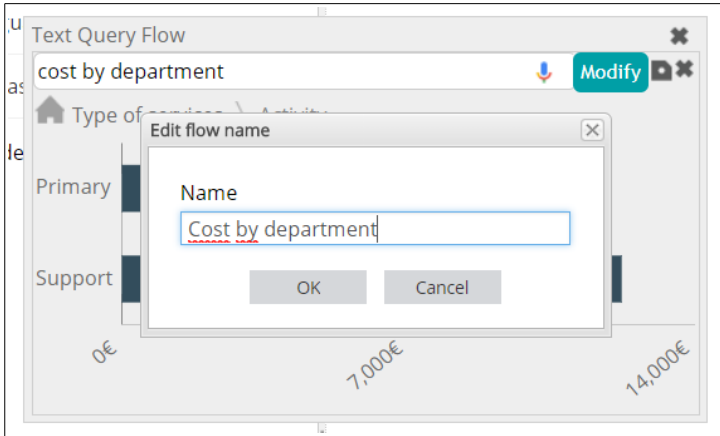 Text Query Flow
cost by department
Modify
Type of services
Activity
Edit flow name
Name
Cost by department
OK
Cancel
Primary
Support
0€
7,000€
14,000€